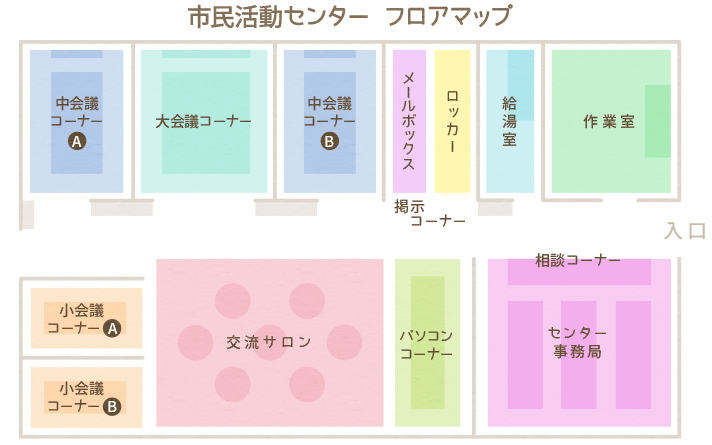 市民活動センター フロアマップ
中会議
コーナー
A
大会議コーナー
中会議
コーナー
B
メールボックス
ロッカー
給湯室
作業室
掲示
コーナー
入口
相談コーナー
小会議
コーナー A
交流サロン
パソコン
コーナー
センター
事務局
小会議
コーナー B